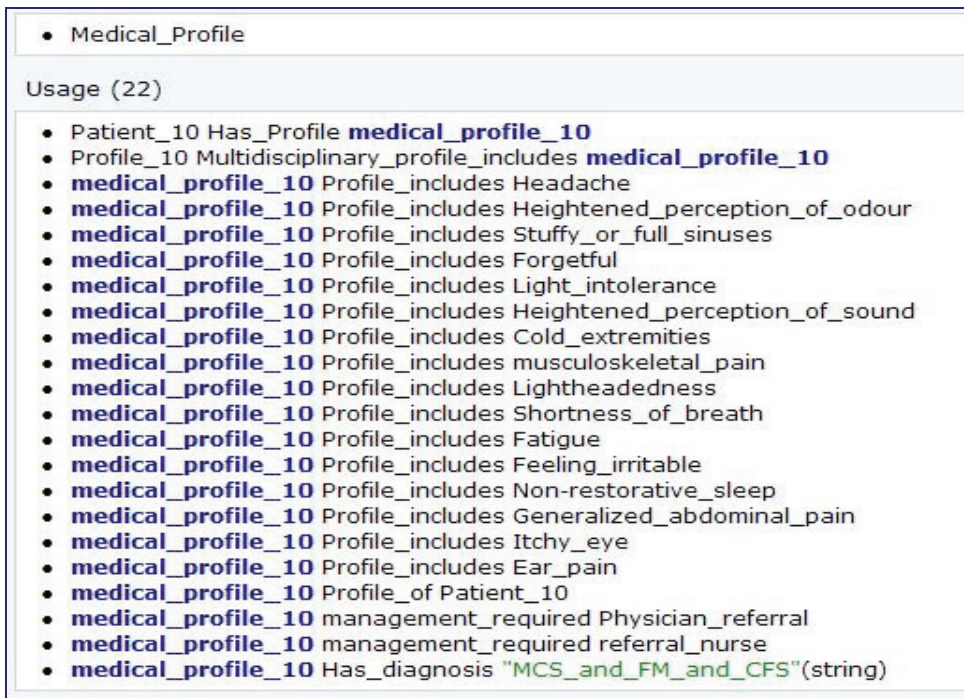 • Medical_Profile
Usage (22)
• Patient_10 Has_Profile medical_profile_10
• Profile_10 Multidisciplinary_profile_includes medical_profile_10
• medical_profile_10 Profile_includes Headache
• medical_profile_10 Profile_includes Heightened_perception_of_odour
• medical_profile_10 Profile_includes Stuffy_or_full_sinuses
• medical_profile_10 Profile_includes Forgetful
• medical_profile_10 Profile_includes Light_intolerance
• medical_profile_10 Profile_includes Heightened_perception_of_sound
• medical_profile_10 Profile_includes Cold_extremities
• medical_profile_10 Profile_includes musculoskeletal_pain
• medical_profile_10 Profile_includes Lightheadedness
• medical_profile_10 Profile_includes Shortness_of_breath
• medical_profile_10 Profile_includes Fatigue
• medical_profile_10 Profile_includes Feeling_irritable
• medical_profile_10 Profile_includes Non-restorative_sleep
• medical_profile_10 Profile_includes Generalized_abdominal_pain
• medical_profile_10 Profile_includes Itchy_eye
• medical_profile_10 Profile_includes Ear_pain
• medical_profile_10 Profile_of Patient_10
• medical_profile_10 management_required Physician_referral
• medical_profile_10 management_required referral_nurse
• medical_profile_10 Has_diagnosis "MCS_and_FM_and_CFS"(string)